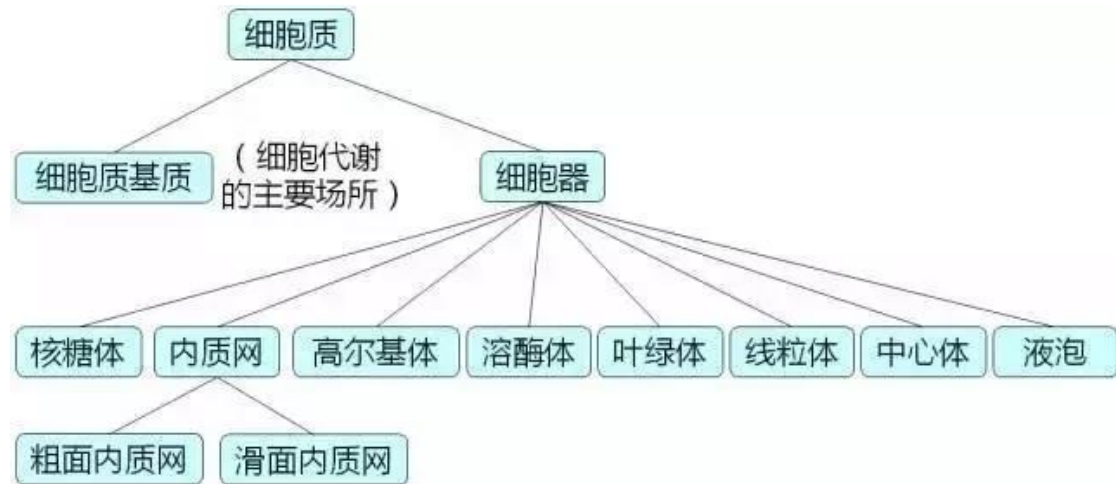 细胞质
细胞质基质
（细胞代谢
的主要场所）
细胞器
核糖体
内质网
高尔基体
溶酶体
叶绿体
线粒体
中心体
液泡
粗面内质网
滑面内质网